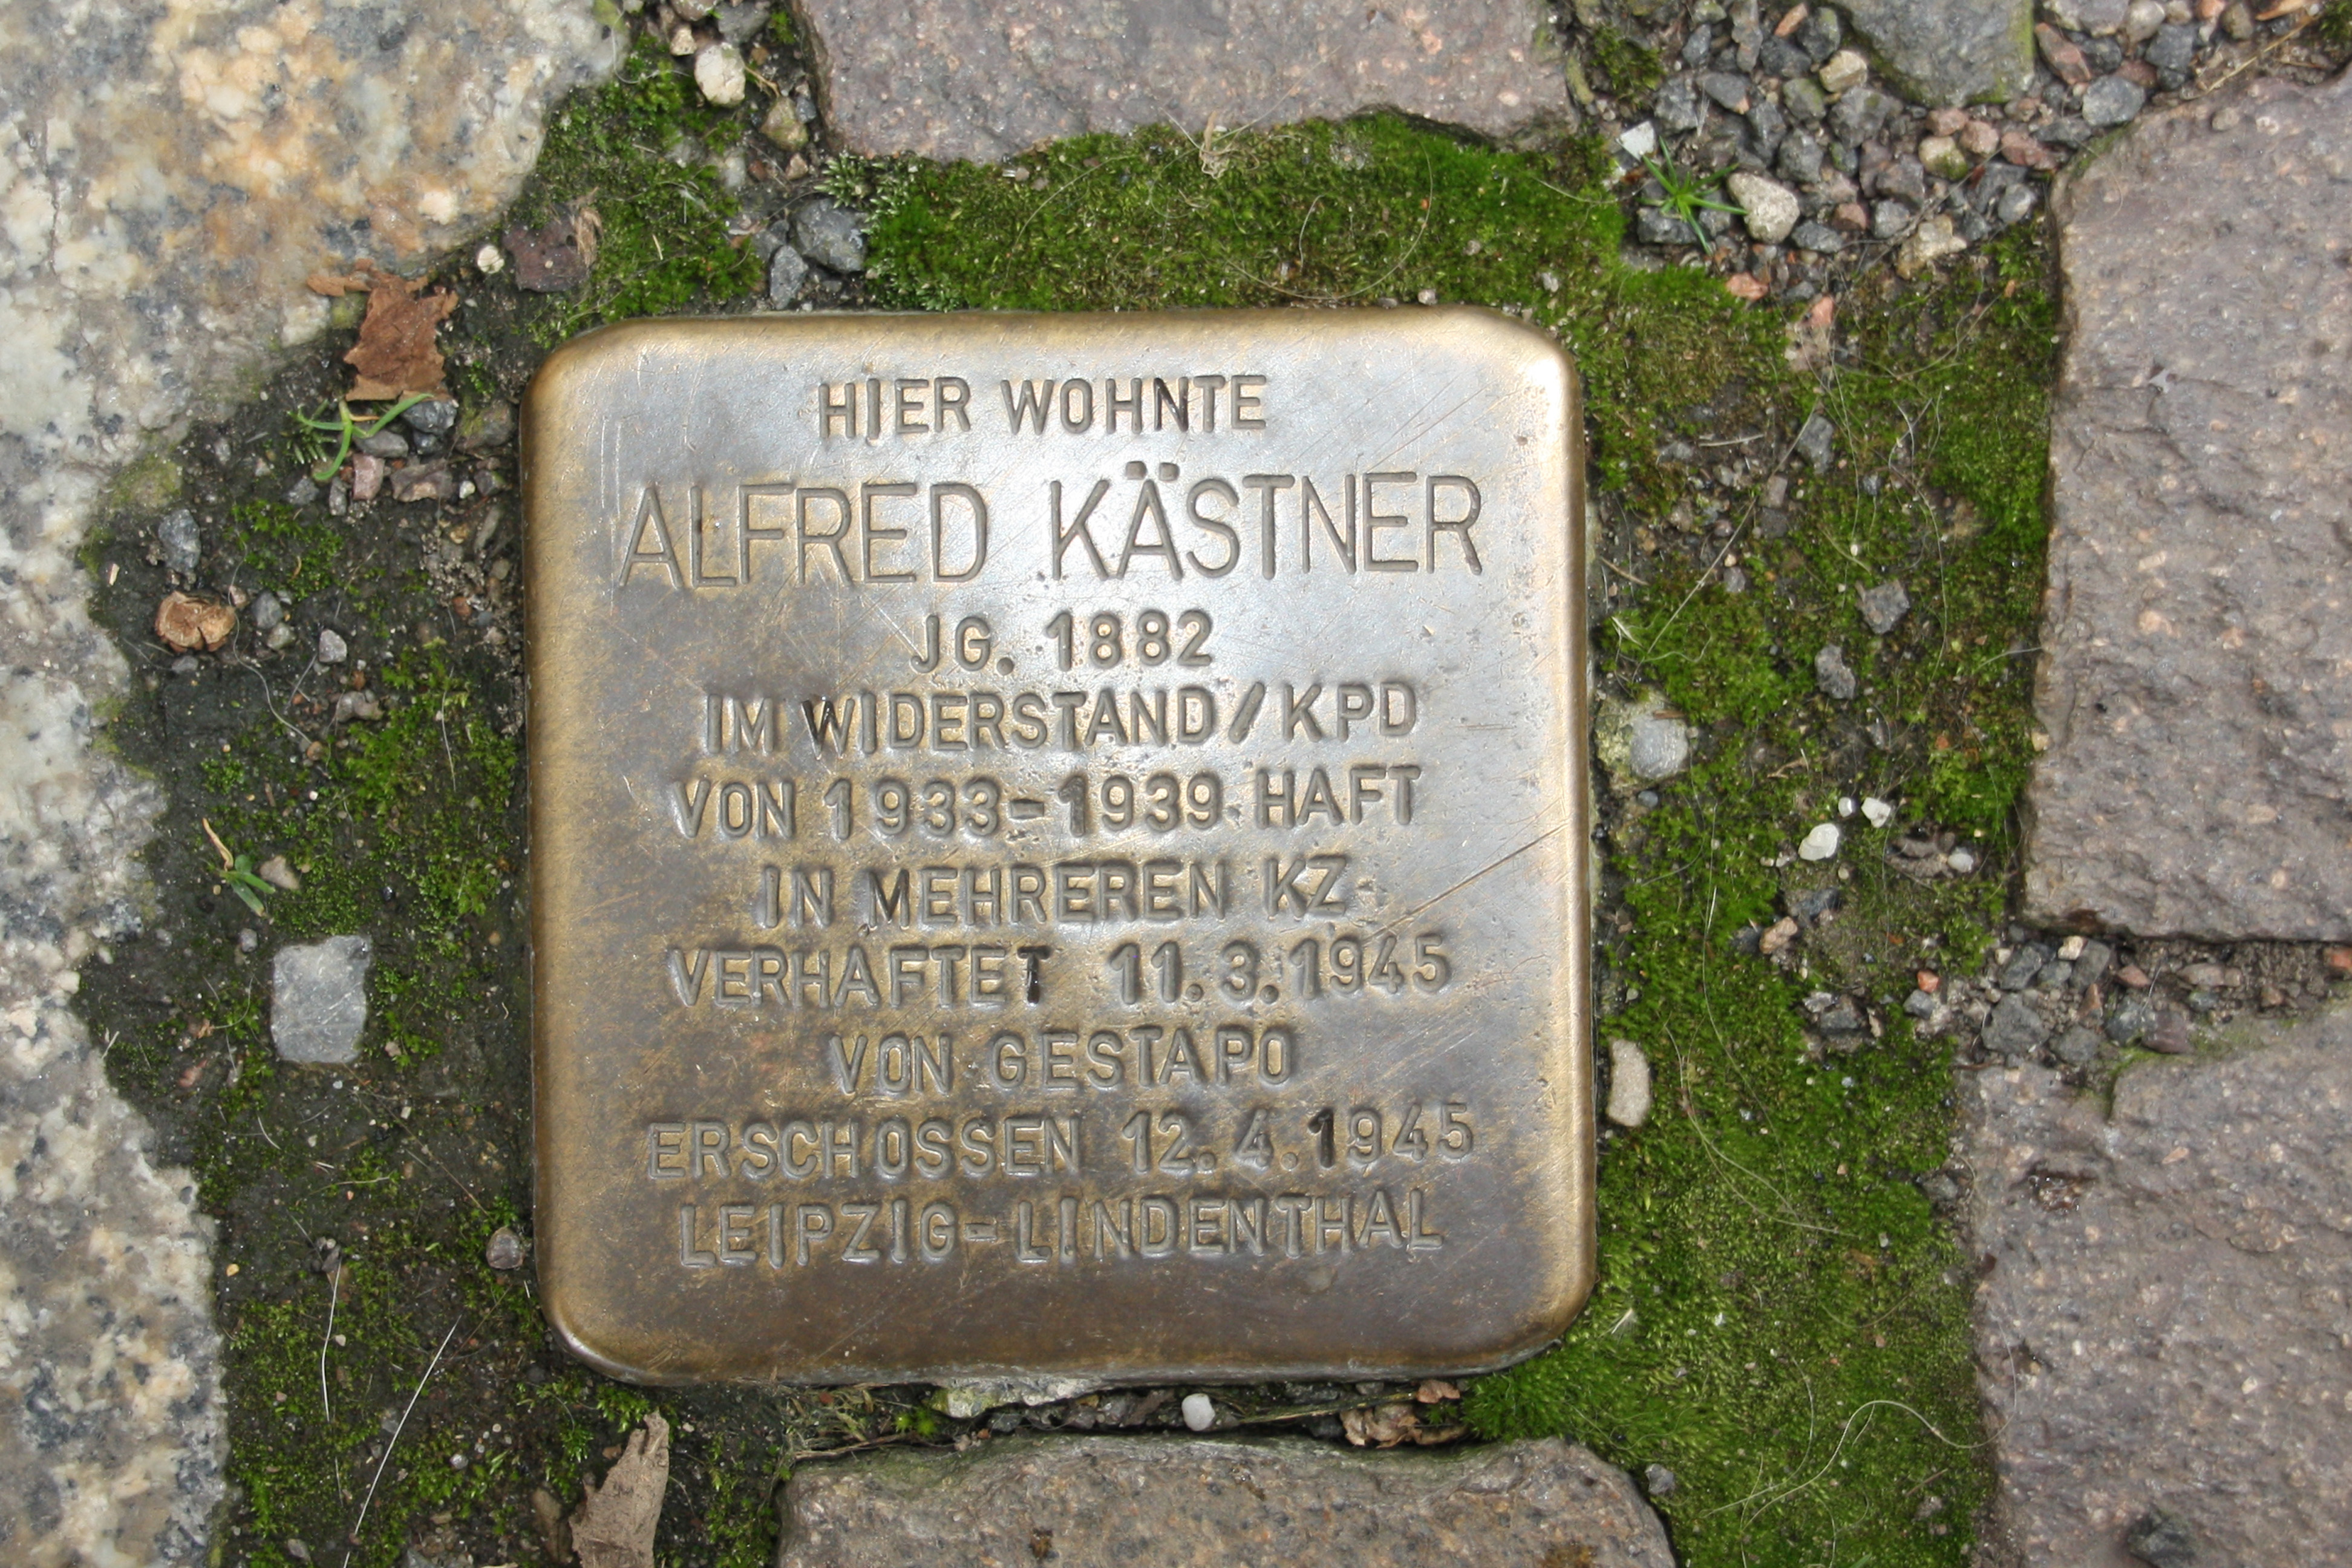 HIER WOHNTE
ALFRED KÄSTNER
JG. 1882
IM WIDERSTAND/KPD
VON 1933-1939 HAFT
IN MEHREREN KZ
VERHAFTET 11.3.1945
VON GESTAPO
ERSCHOSSEN 12.4.1945
LEIPZIG-LINDENTHAL